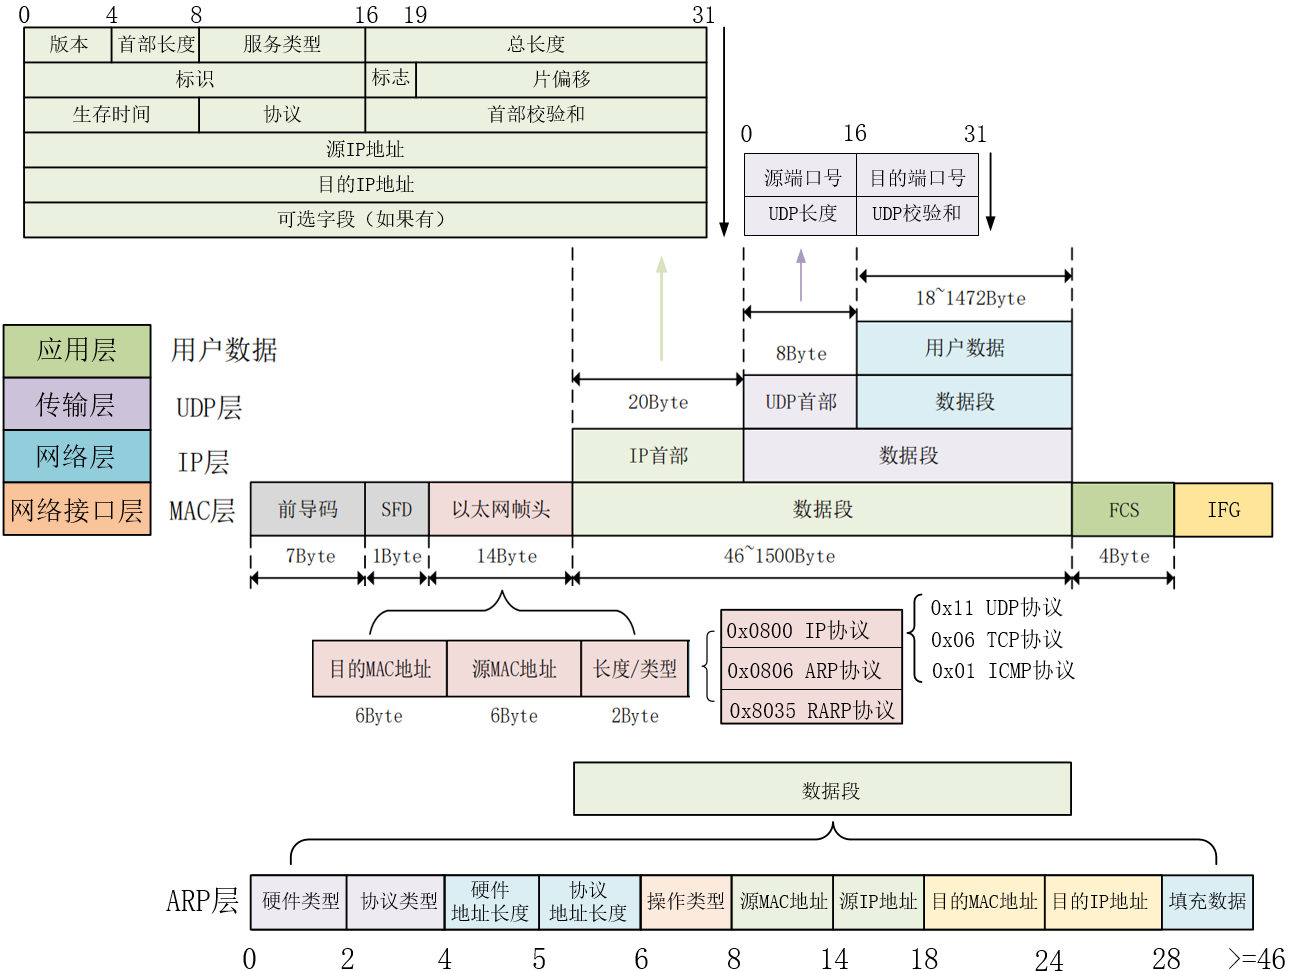 0 4 8 16 19 31
版本 首部长度 服务类型 总长度
标识 标志 片偏移
生存时间 协议 首部校验和
源IP地址
目的IP地址
可选字段（如果有）
0 16 31
源端口号 目的端口号
UDP长度 UDP校验和
18~1472Byte
应用层 用户数据 8Byte 用户数据
传输层 UDP层 20Byte UDP首部 数据段
网络层 IP层 IP首部 数据段
网络接口层 MAC层 前导码 SFD 以太网帧头 数据段 FCS IFG
7Byte 1Byte 14Byte 46~1500Byte 4Byte
目的MAC地址 源MAC地址 长度/类型
6Byte 6Byte 2Byte
0x0800 IP协议
0x0806 ARP协议
0x8035 RARP协议
0x11 UDP协议
0x06 TCP协议
0x01 ICMP协议
数据段
ARP层 硬件类型 协议类型 硬件
地址长度 协议
地址长度 操作类型 源MAC地址 源IP地址 目的MAC地址 目的IP地址 填充数据
0 2 4 5 6 8 14 18 24 28 >=46